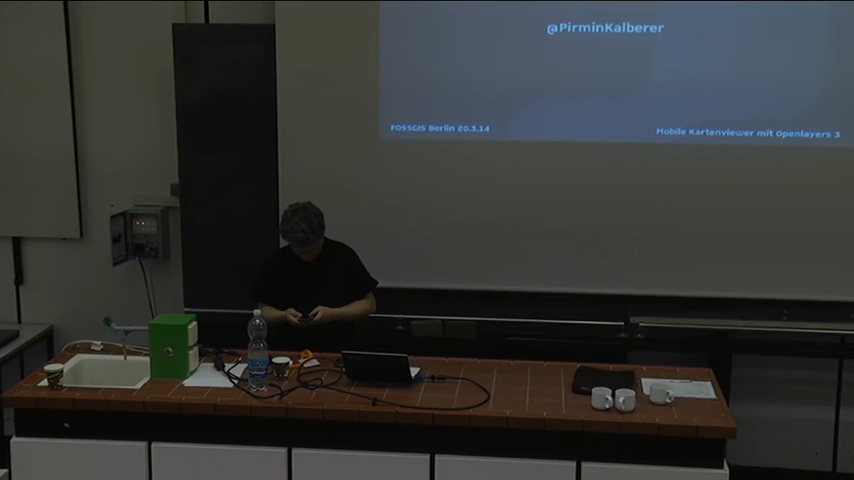 @PirminKalberer
FOSSGIS Berlin 20.3.14
Mobile Kartenviewer mit Openlayers 3